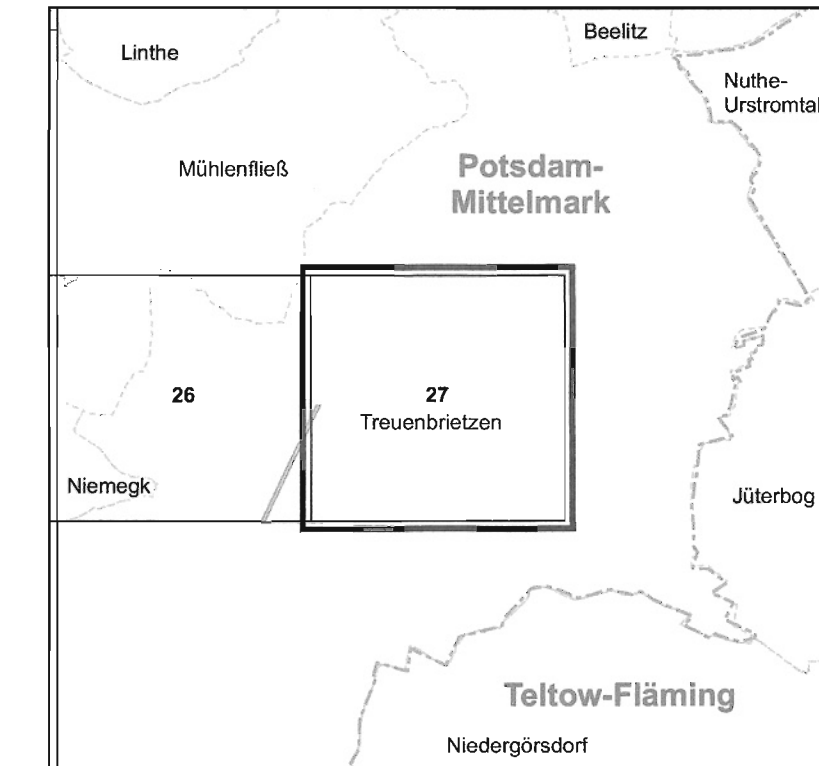 Beelitz
Linthe
Nuthe-
Urstromtal
Mühlenfließ
Potsdam-
Mittelmark
26
27
Treuenbrietzen
Niemegk
Jüterbog
Teltow-Fläming
Niedergörsdorf